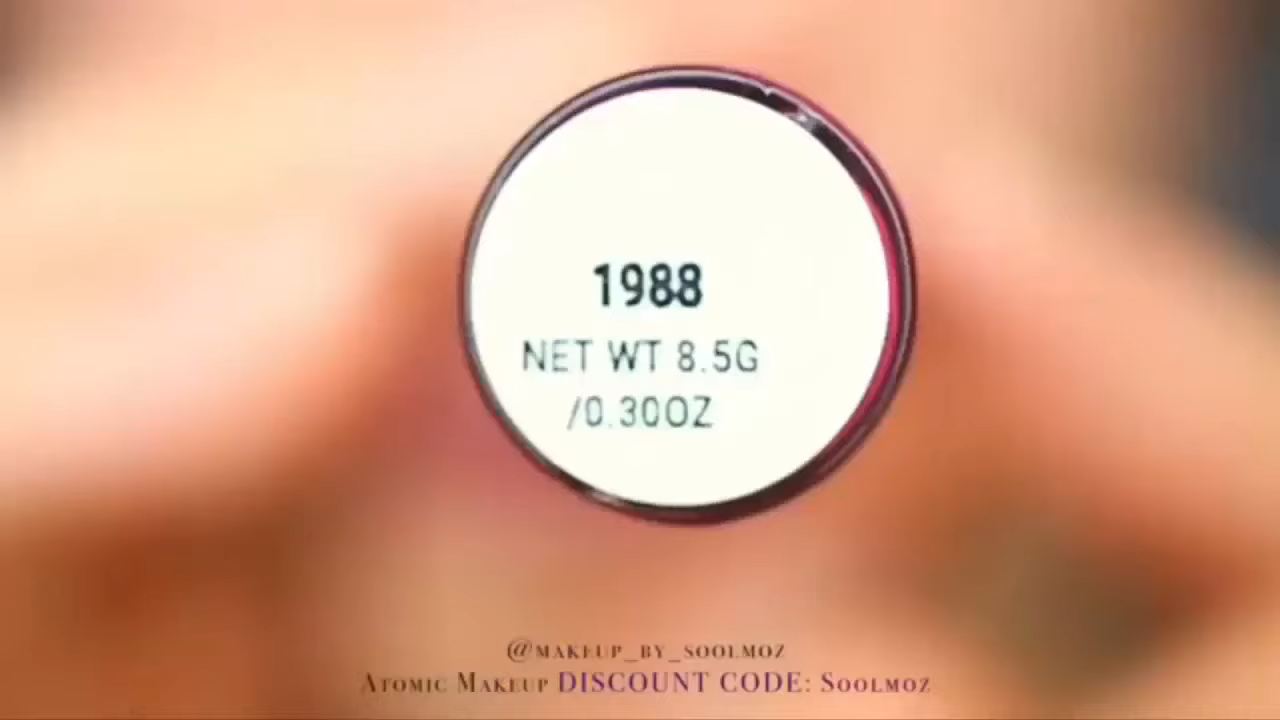 1988
NET WT 8.5G
/0.30OZ
@MAKEUP_BY_SOOLMOZ
ATOMIC MAKEUP DISCOUNT CODE: SOOLMOZ